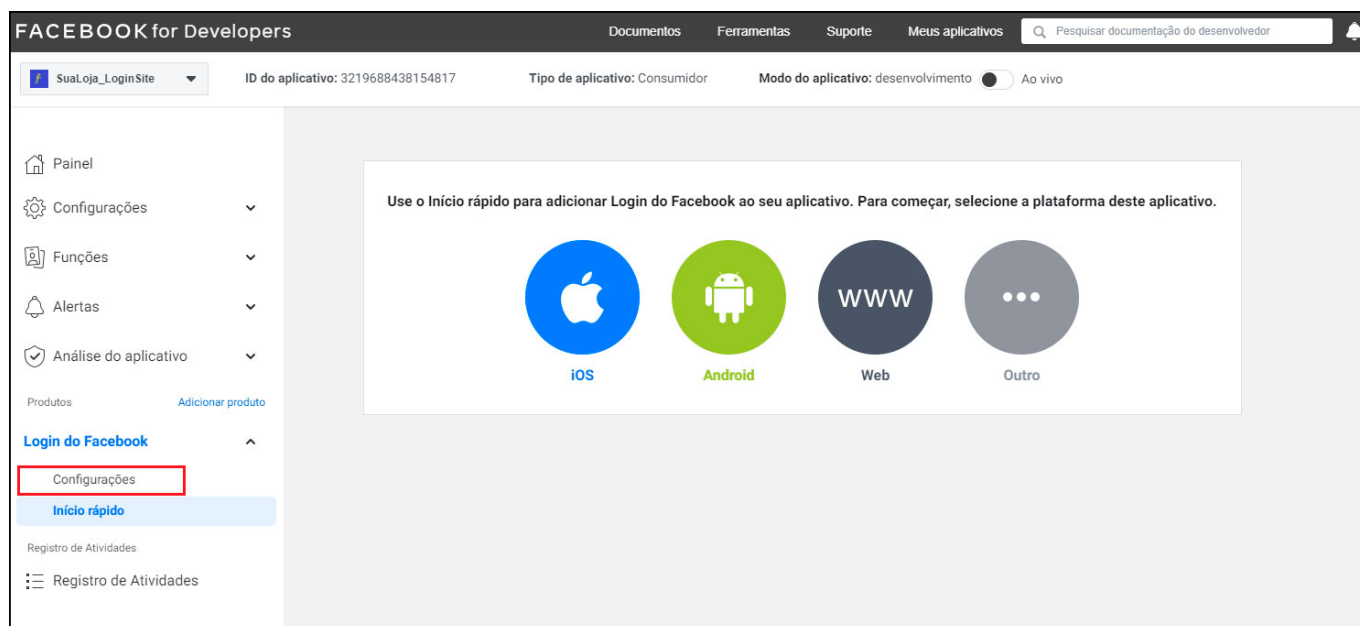 FACEBOOK for Developers
Documentos Ferramentas Suporte Meus aplicativos Pesquisar documentação do desenvolvedor
SuaLoja_LoginSite ID do aplicativo: 3219688438154817 Tipo de aplicativo: Consumidor Modo do aplicativo: desenvolvimento Ao vivo
Painel
Configurações
Funções
Alertas
Análise do aplicativo
Produtos Adicionar produto
Login do Facebook
Configurações
Início rápido
Registro de Atividades
Registro de Atividades
Use o Início rápido para adicionar Login do Facebook ao seu aplicativo. Para começar, selecione a plataforma deste aplicativo.
www
iOS Android Web Outro